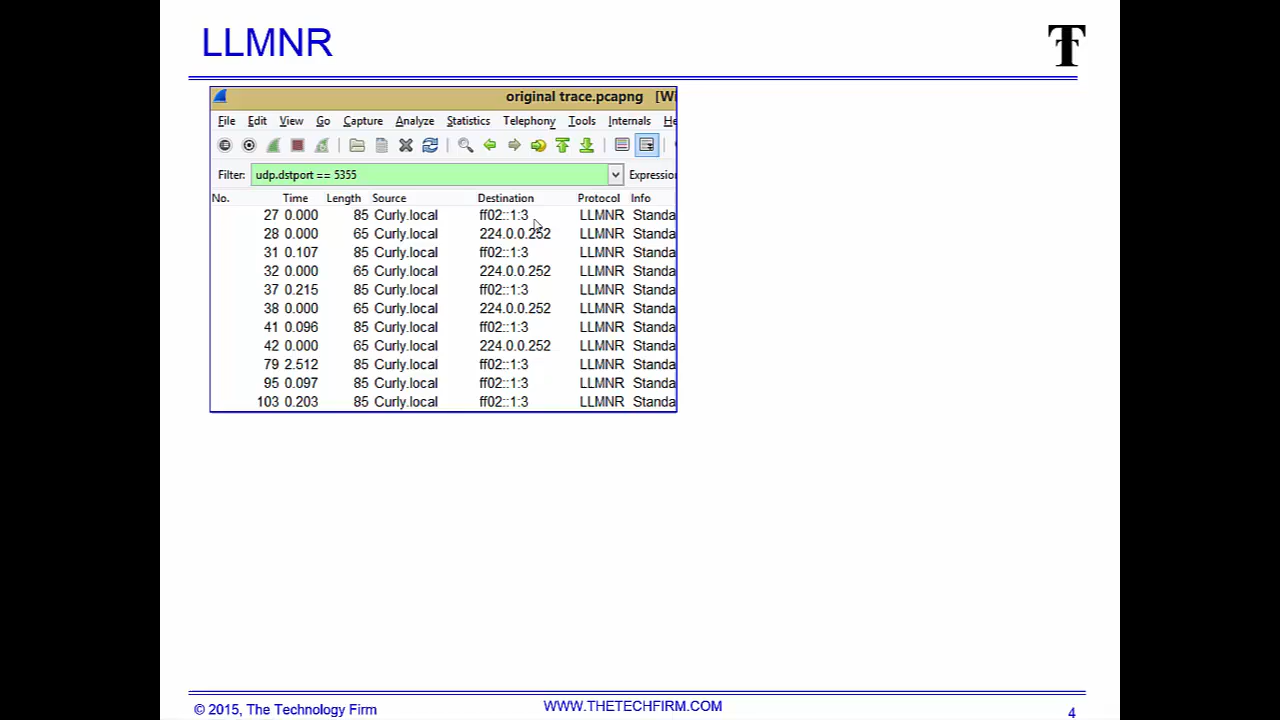 LLMNR
original trace.pcapng [W
File Edit View Go Capture Analyze Statistics Telephony Tools Internals He
Filter: udp.dstport == 5355 Expressio
No. Time Length Source Destination Protocol Info
27 0.000 85 Curly.local ff02::1:3 LLMNR Standa
28 0.000 65 Curly.local 224.0.0.252 LLMNR Standa
31 0.107 85 Curly.local ff02::1:3 LLMNR Standa
32 0.000 65 Curly.local 224.0.0.252 LLMNR Standa
37 0.215 85 Curly.local ff02::1:3 LLMNR Standa
38 0.000 65 Curly.local 224.0.0.252 LLMNR Standa
41 0.096 85 Curly.local ff02::1:3 LLMNR Standa
42 0.000 65 Curly.local 224.0.0.252 LLMNR Standa
79 2.512 85 Curly.local ff02::1:3 LLMNR Standa
95 0.097 85 Curly.local ff02::1:3 LLMNR Standa
103 0.203 85 Curly.local ff02::1:3 LLMNR Standa
© 2015, The Technology Firm WWW.THETECHFIRM.COM 4